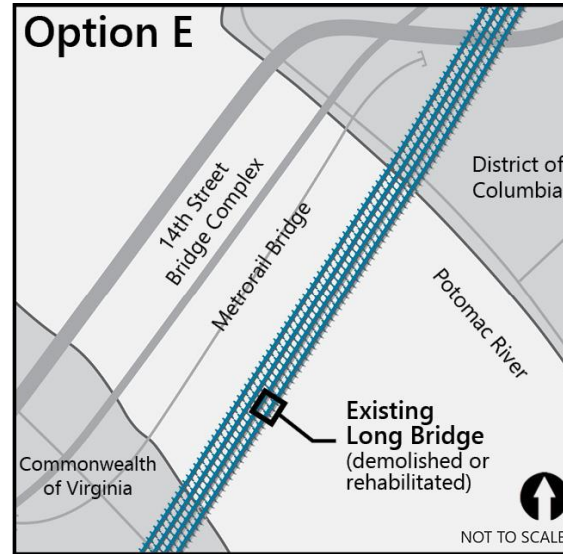 Option E
14th Street
Bridge Complex
Metrorail Bridge
District of
Columbia
Potomac River
Existing
Long Bridge
(demolished or
rehabilitated)
Commonwealth
of Virginia
NOT TO SCALE